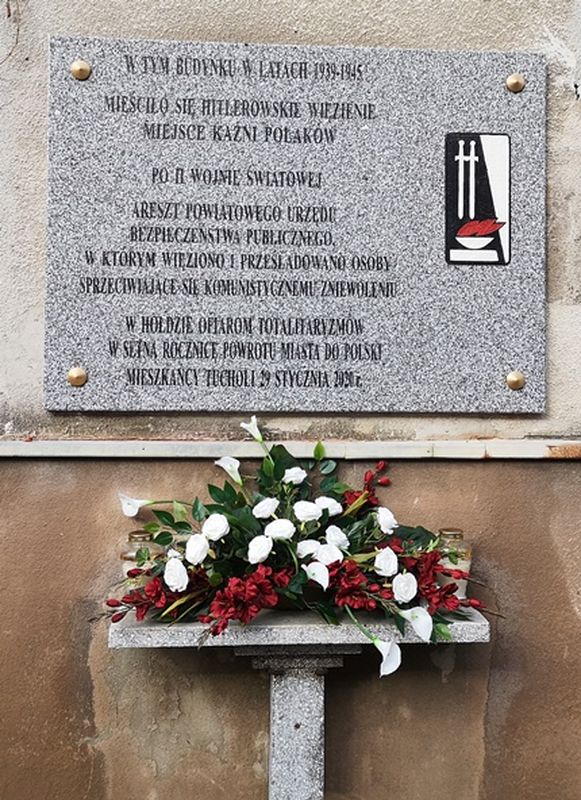 W TYM BUDYNKU W LATACH 1939-1945
MIEŚCIŁO SIĘ HITLEROWSKIE WIĘZIENIE
MIEJSCE KAŹNI POLAKÓW
PO II WOJNIE ŚWIATOWEJ
ARESZT POWIATOWEGO URZĘDU
BEZPIECZEŃSTWA PUBLICZNEGO,
W KTÓRYM WIĘZIONO I PRZEŚLADOWANO OSOBY
SPRZECIWIAJĄCE SIĘ KOMUNISTYCZNEMU ZNIEWOLENIU
W HOŁDZIE OFIAROM TOTALITARYZMÓW
W SETNĄ ROCZNICĘ POWROTU MIASTA DO POLSKI
MIESZKAŃCY TUCHOLI 29 STYCZNIA 2020 r.